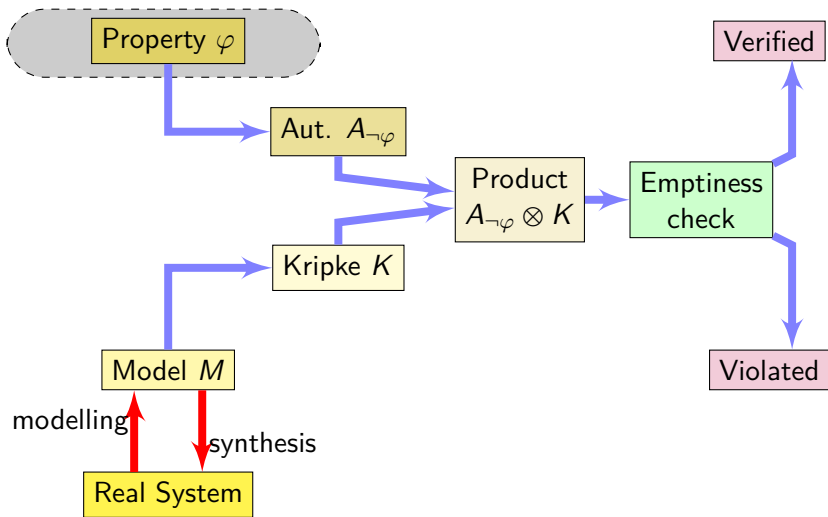 Property φ
Verified
Aut. A¬φ
Product
A¬φ ⊗ K
Emptiness
check
Kripke K
Model M
Violated
modelling
synthesis
Real System